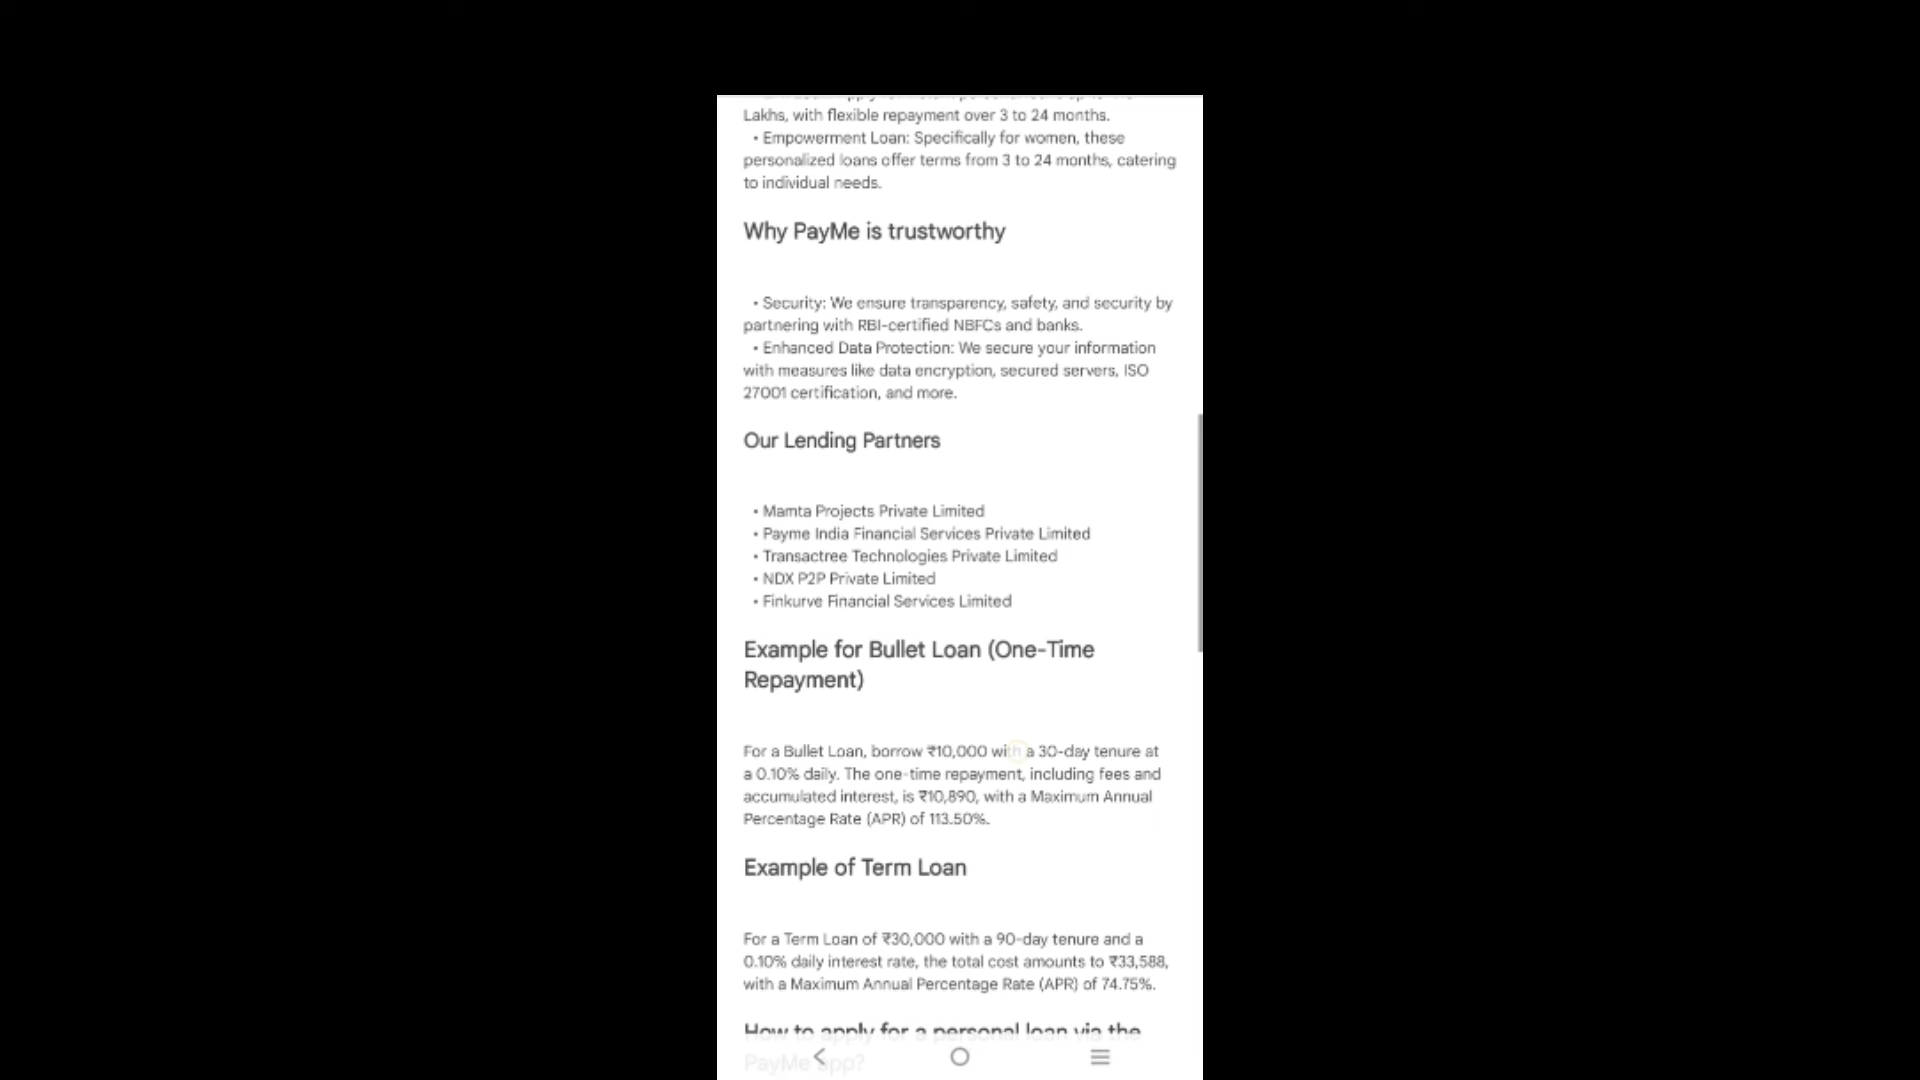 Lakhs, with flexible repayment over 3 to 24 months.
• Empowerment Loan: Specifically for women, these
personalized loans offer terms from 3 to 24 months, catering
to individual needs.
Why PayMe is trustworthy
• Security: We ensure transparency, safety, and security by
partnering with RBI-certified NBFCs and banks.
• Enhanced Data Protection: We secure your information
with measures like data encryption, secured servers, ISO
27001 certification, and more.
Our Lending Partners
• Mamta Projects Private Limited
• Payme India Financial Services Private Limited
• Transactree Technologies Private Limited
• NDX P2P Private Limited
• Finkurve Financial Services Limited
Example for Bullet Loan (One-Time
Repayment)
For a Bullet Loan, borrow ₹10,000 with a 30-day tenure at
a 0.10% daily. The one-time repayment, including fees and
accumulated interest, is ₹10,890, with a Maximum Annual
Percentage Rate (APR) of 113.50%.
Example of Term Loan
For a Term Loan of ₹30,000 with a 90-day tenure and a
0.10% daily interest rate, the total cost amounts to ₹33,588,
with a Maximum Annual Percentage Rate (APR) of 74.75%.
How to apply for a personal loan via the
PayMe app?